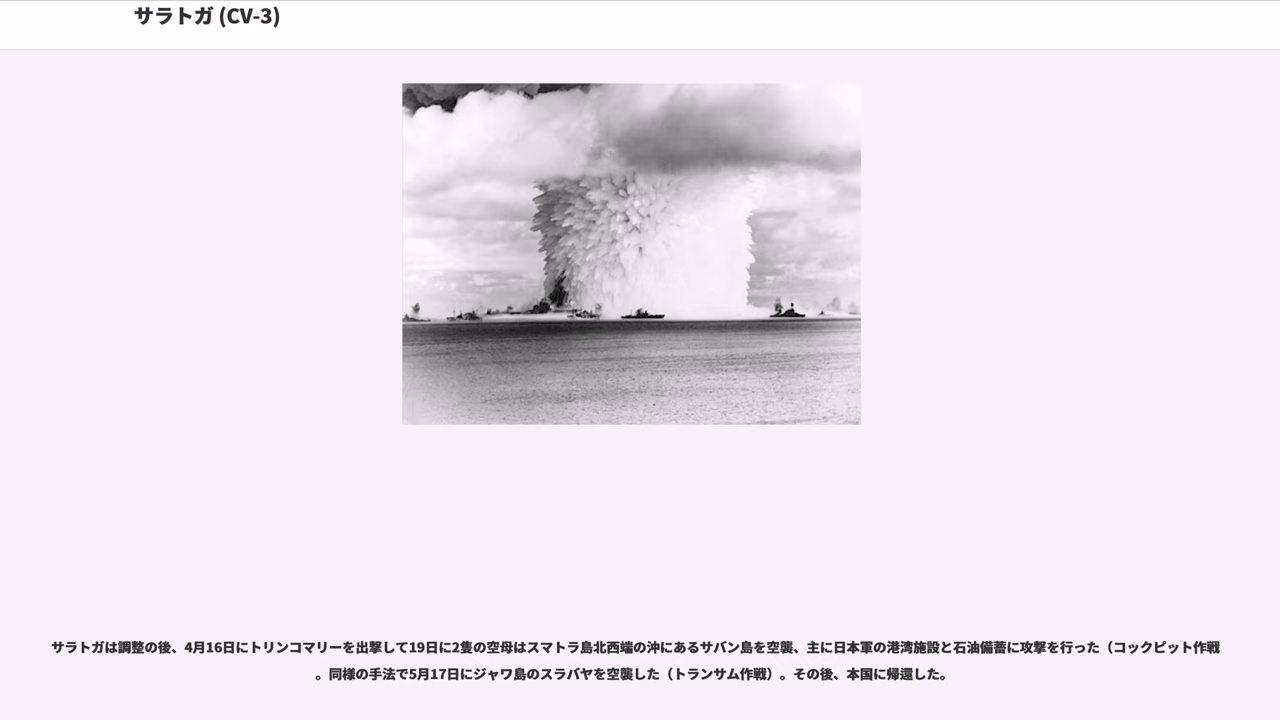 サラトガ (CV-3)
サラトガは調整の後、4月16日にトリンコマリーを出撃して19日に2隻の空母はスマトラ島北西端の沖にあるサバン島を空襲、主に日本軍の港湾施設と石油備蓄に攻撃を行った（コックピット作戦
。同様の手法で5月17日にジャワ島のスラバヤを空襲した（トランサム作戦）。その後、本国に帰還した。